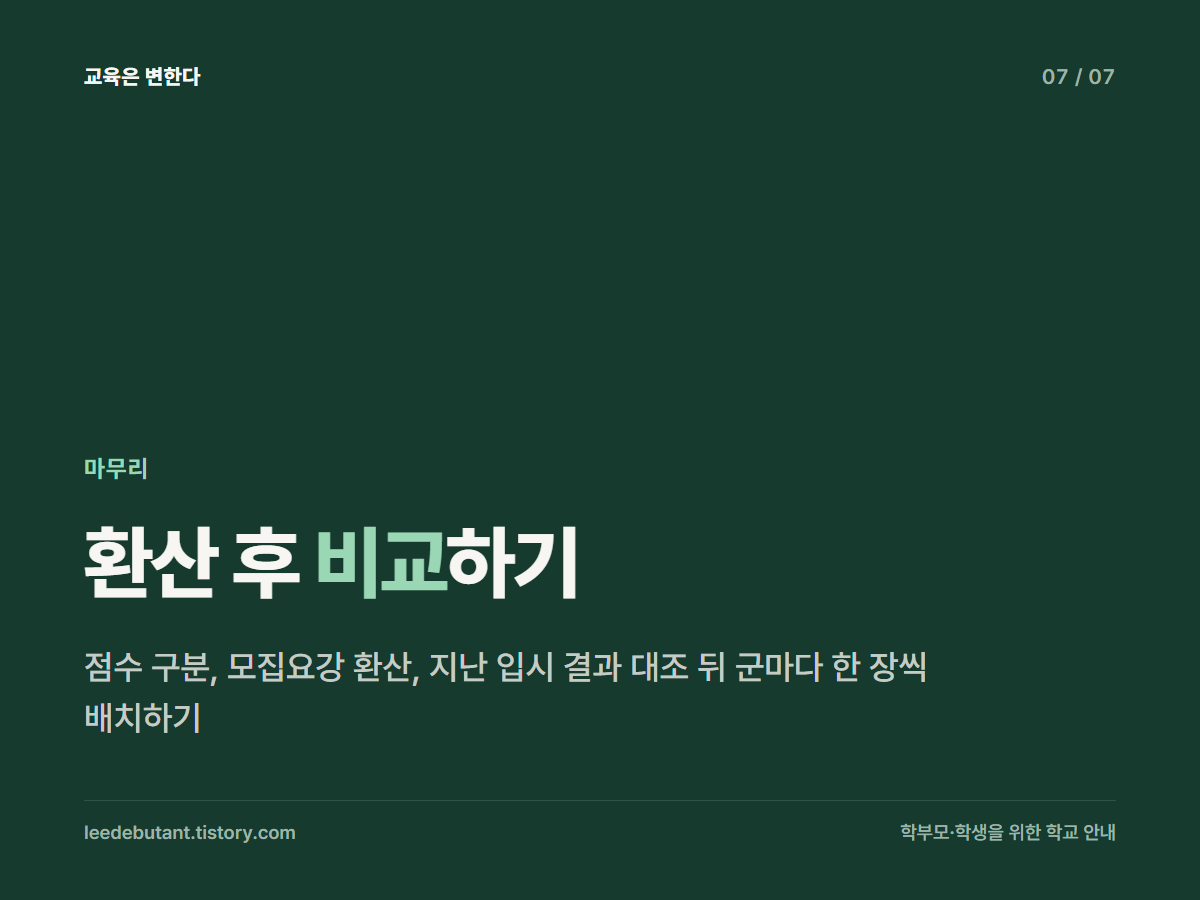 교육은 변한다
07 / 07
마무리
환산 후 비교하기
점수 구분, 모집요강 환산, 지난 입시 결과 대조 뒤 군마다 한 장씩
배치하기
leedebutant.tistory.com
학부모·학생을 위한 학교 안내